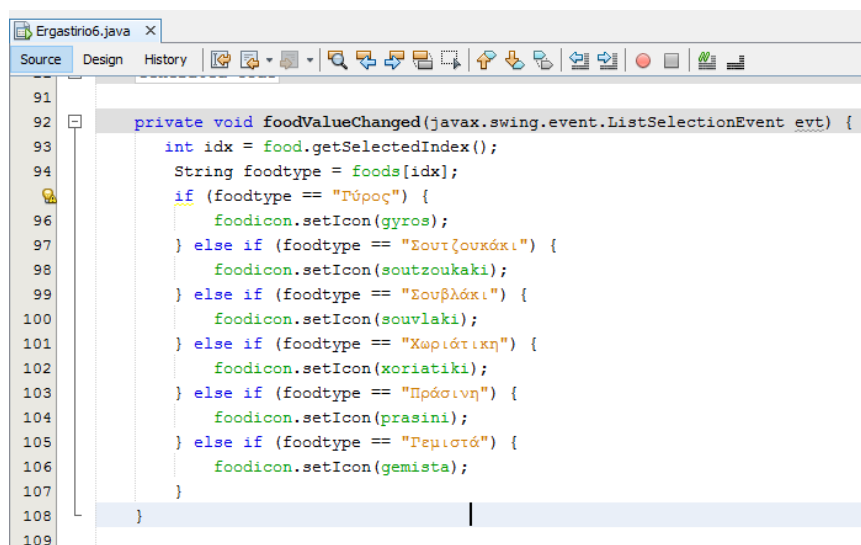 Ergastirio6.java
Source Design History
91
92 private void foodValueChanged(javax.swing.event.ListSelectionEvent evt) {
93 int idx = food.getSelectedIndex();
94 String foodtype = foods[idx];
if (foodtype == "Γύρος") {
96 foodicon.setIcon(gyros);
97 } else if (foodtype == "Σουτζουκάκι") {
98 foodicon.setIcon(soutzoukaki);
99 } else if (foodtype == "Σουβλάκι") {
100 foodicon.setIcon(souvlaki);
101 } else if (foodtype == "Χωριάτικη") {
102 foodicon.setIcon(xoriatiki);
103 } else if (foodtype == "Πράσινη") {
104 foodicon.setIcon(prasini);
105 } else if (foodtype == "Γεμιστά") {
106 foodicon.setIcon(gemista);
107 }
108 }
109